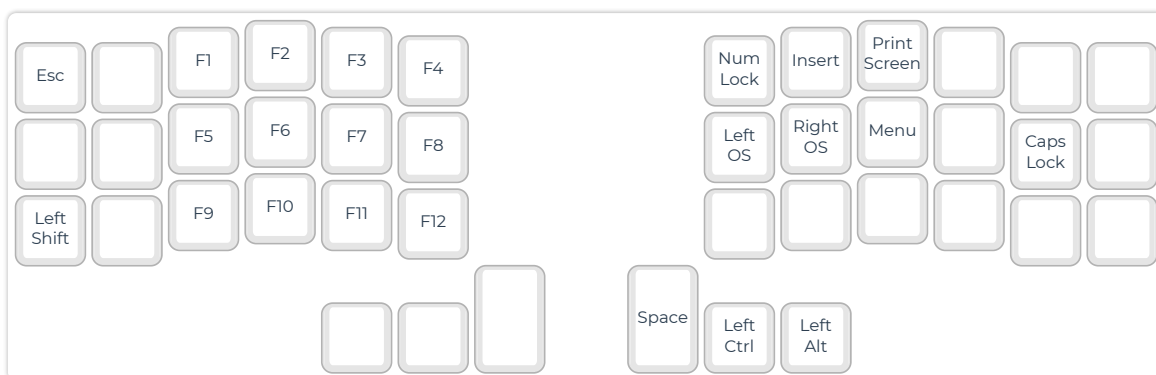 Esc
F1
F2
F3
F4
Num
Lock
Insert
Print
Screen
F5
F6
F7
F8
Left
OS
Right
OS
Menu
Caps
Lock
Left
Shift
F9
F10
F11
F12
Space
Left
Ctrl
Left
Alt